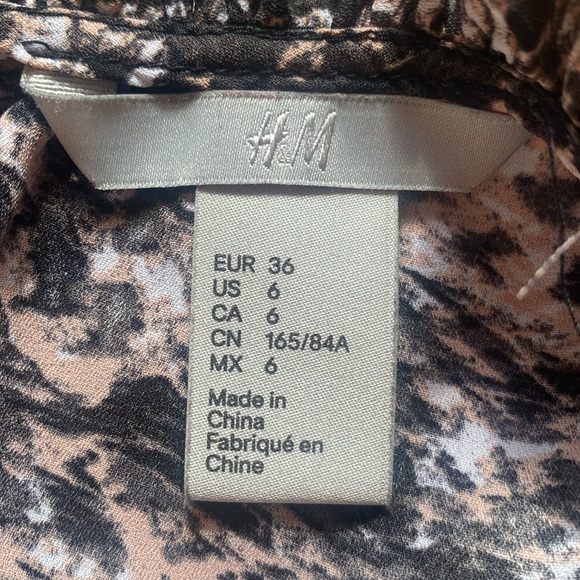 H&M
EUR 36
US 6
CA 6
CN 165/84A
MX 6
Made in
China
Fabriqué en
Chine